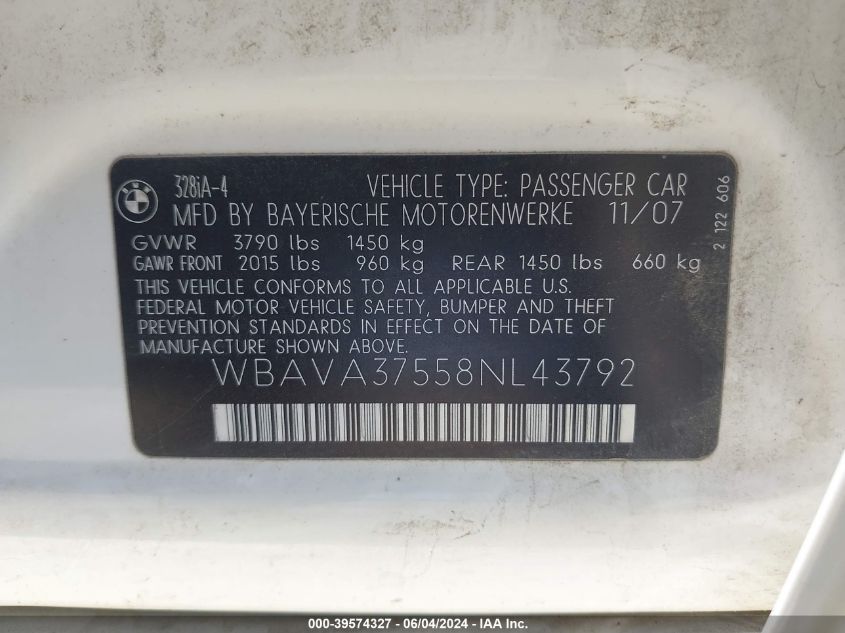 328iA-4 VEHICLE TYPE: PASSENGER CAR
MFD BY BAYERISCHE MOTORENWERKE 11/07
GVWR 3790 lbs 1450 kg
GAWR FRONT 2015 lbs 960 kg REAR 1450 lbs 660 kg
THIS VEHICLE CONFORMS TO ALL APPLICABLE U.S.
FEDERAL MOTOR VEHICLE SAFETY, BUMPER AND THEFT
PREVENTION STANDARDS IN EFFECT ON THE DATE OF
MANUFACTURE SHOWN ABOVE.
WBAVA37558NL43792
2 122 606
000-39574327 - 06/04/2024 - IAA Inc.